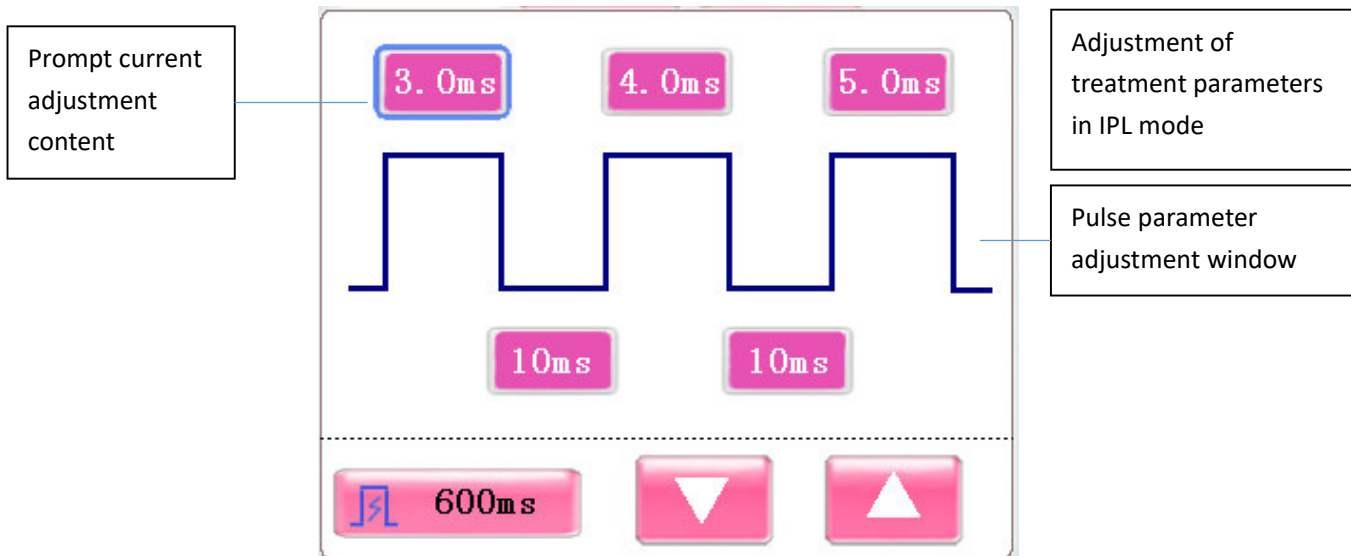 Prompt current
adjustment
content
3.0ms
4.0ms
5.0ms
Adjustment of
treatment parameters
in IPL mode
Pulse parameter
adjustment window
10ms
10ms
600ms